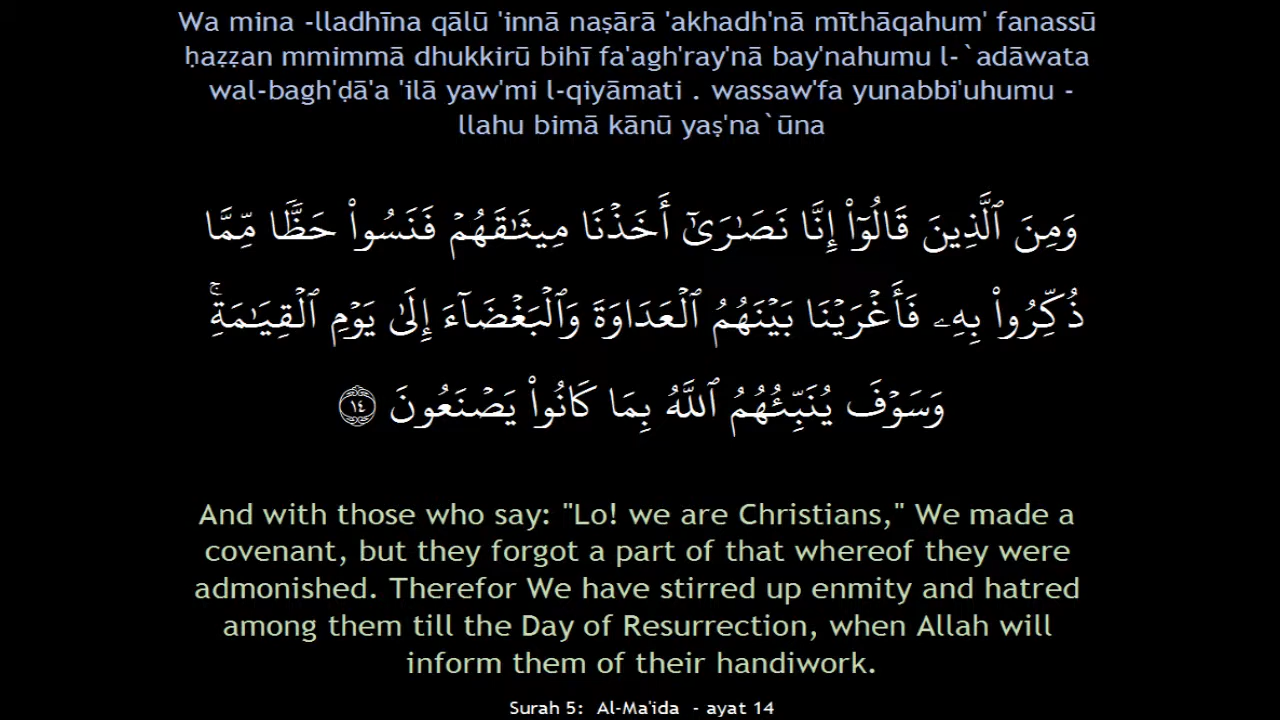 Wa mina -lladhīna qālū 'innā naṣārā 'akhadh'nā mīthāqahum' fanassū
ḥaẓẓan mmimmā dhukkirū bihī fa'agh'ray'nā bay'nahumu l-`adāwata
wal-bagh'ḍā'a 'ilā yaw'mi l-qiyāmati . wassaw'fa yunabbi'uhumu -
llahu bimā kānū yaṣ'na`ūna
وَمِنَ ٱلَّذِينَ قَالُوٓا۟ إِنَّا نَصَـٰرَىٰٓ أَخَذْنَا مِيثَـٰقَهُمْ فَنَسُوا۟ حَظًّا مِّمَّا
ذُكِّرُوا۟ بِهِۦ فَأَغْرَيْنَا بَيْنَهُمُ ٱلْعَدَاوَةَ وَٱلْبَغْضَآءَ إِلَىٰ يَوْمِ ٱلْقِيَـٰمَةِ ۚ
وَسَوْفَ يُنَبِّئُهُمُ ٱللَّهُ بِمَا كَانُوا۟ يَصْنَعُونَ ١٤
And with those who say: "Lo! we are Christians," We made a
covenant, but they forgot a part of that whereof they were
admonished. Therefor We have stirred up enmity and hatred
among them till the Day of Resurrection, when Allah will
inform them of their handiwork.
Surah 5: Al-Ma'ida - ayat 14